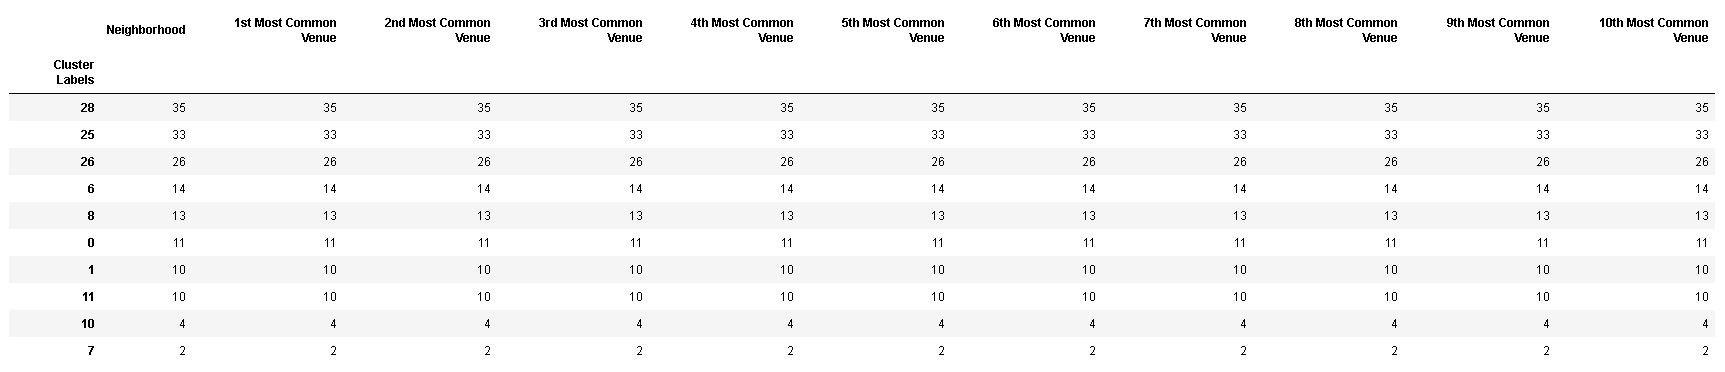 Neighborhood 1st Most Common Venue 2nd Most Common Venue 3rd Most Common Venue 4th Most Common Venue 5th Most Common Venue 6th Most Common Venue 7th Most Common Venue 8th Most Common Venue 9th Most Common Venue 10th Most Common Venue
Cluster Labels
28 35 35 35 35 35 35 35 35 35 35 35
25 33 33 33 33 33 33 33 33 33 33 33
26 26 26 26 26 26 26 26 26 26 26 26
6 14 14 14 14 14 14 14 14 14 14 14
8 13 13 13 13 13 13 13 13 13 13 13
0 11 11 11 11 11 11 11 11 11 11 11
1 10 10 10 10 10 10 10 10 10 10 10
11 10 10 10 10 10 10 10 10 10 10 10
10 4 4 4 4 4 4 4 4 4 4 4
7 2 2 2 2 2 2 2 2 2 2 2